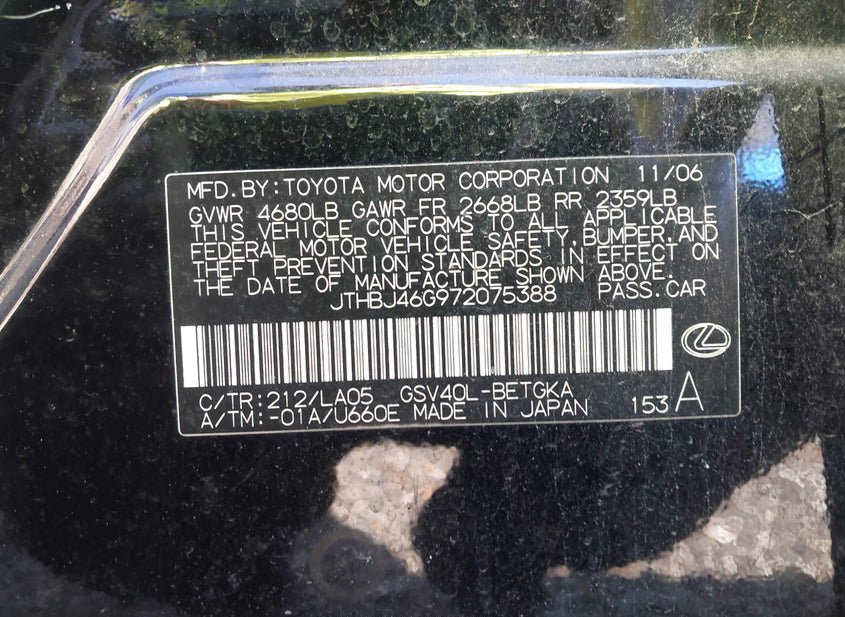 MFD. BY: TOYOTA MOTOR CORPORATION 11/06
GVWR 4680LB GAWR FR 2668LB RR 2359LB
THIS VEHICLE CONFORMS TO ALL APPLICABLE
FEDERAL MOTOR VEHICLE SAFETY, BUMPER, AND
THEFT PREVENTION STANDARDS IN EFFECT ON
THE DATE OF MANUFACTURE SHOWN ABOVE.
JTHBJ46G972075388 PASS.CAR
C/TR: 212/LA05 GSV40L-BETGKA
A/TM: -01A/U660E MADE IN JAPAN 153 A